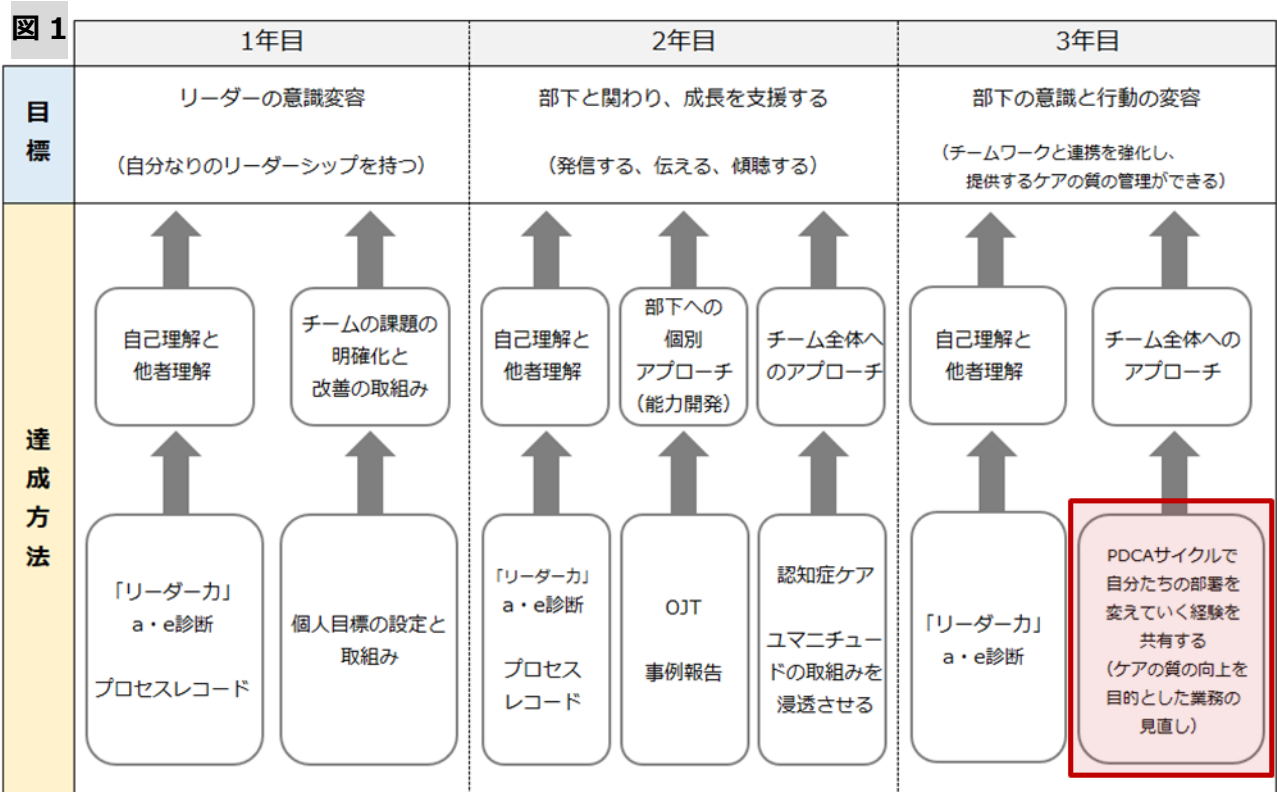 図 1
1年目
2年目
3年目
目
標
リーダーの意識変容
(自分なりのリーダーシップを持つ)
部下と関わり、成長を支援する
(発信する、伝える、傾聴する)
部下の意識と行動の変容
(チームワークと連携を強化し、
提供するケアの質の管理ができる)
達
成
方
法
自己理解と
他者理解
チームの課題の
明確化と
改善の取組み
自己理解と
他者理解
部下への
個別
アプローチ
(能力開発)
チーム全体へ
のアプローチ
自己理解と
他者理解
チーム全体への
アプローチ
「リーダー力」
a・e診断
プロセスレコード
個人目標の設定と
取組み
「リーダー力」
a・e診断
プロセス
レコード
OJT
事例報告
認知症ケア
ユマニチュー
ドの取組みを
浸透させる
「リーダー力」
a・e診断
PDCAサイクルで
自分たちの部署を
変えていく経験を
共有する
(ケアの質の向上を
目的とした業務の
見直し)